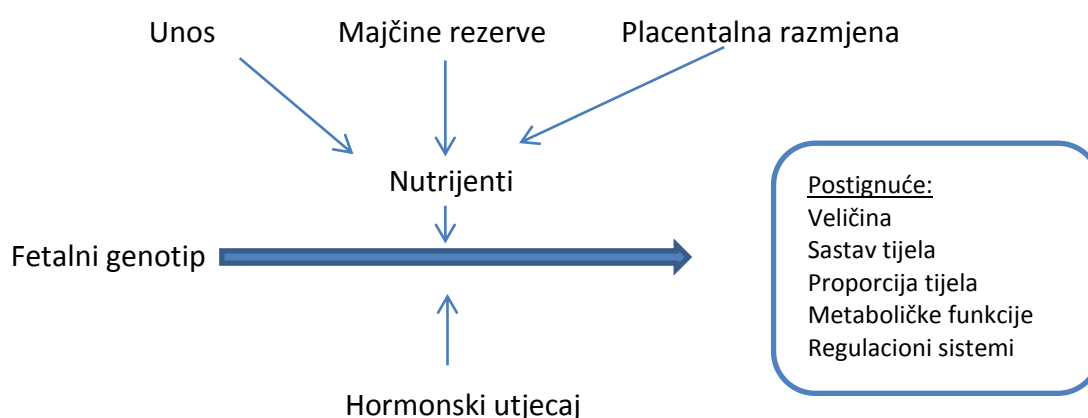 Unos
Majčine rezerve
Placentalna razmjena
Nutrijenti
Fetalni genotip
Hormonski utjecaj
Postignuće:
Veličina
Sastav tijela
Proporcija tijela
Metaboličke funkcije
Regulacioni sistemi